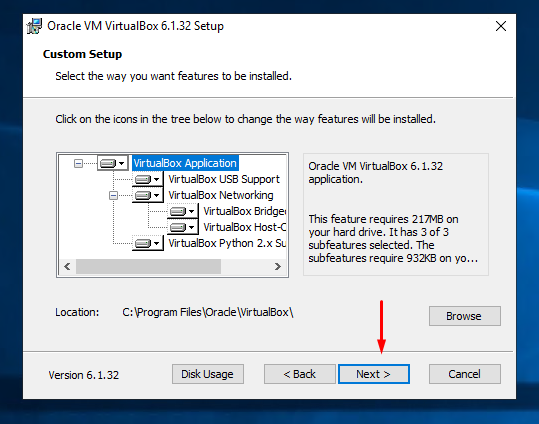 Oracle VM VirtualBox 6.1.32 Setup
Custom Setup
Select the way you want features to be installed.
Click on the icons in the tree below to change the way features will be installed.
VirtualBox Application
VirtualBox USB Support
VirtualBox Networking
VirtualBox Bridged
VirtualBox Host-C
VirtualBox Python 2.x Su
Oracle VM VirtualBox 6.1.32
application.
This feature requires 217MB on
your hard drive. It has 3 of 3
subfeatures selected. The
subfeatures require 932KB on yo...
Location: C:\Program Files\Oracle\VirtualBox\
Browse
Version 6.1.32
Disk Usage
< Back
Next >
Cancel